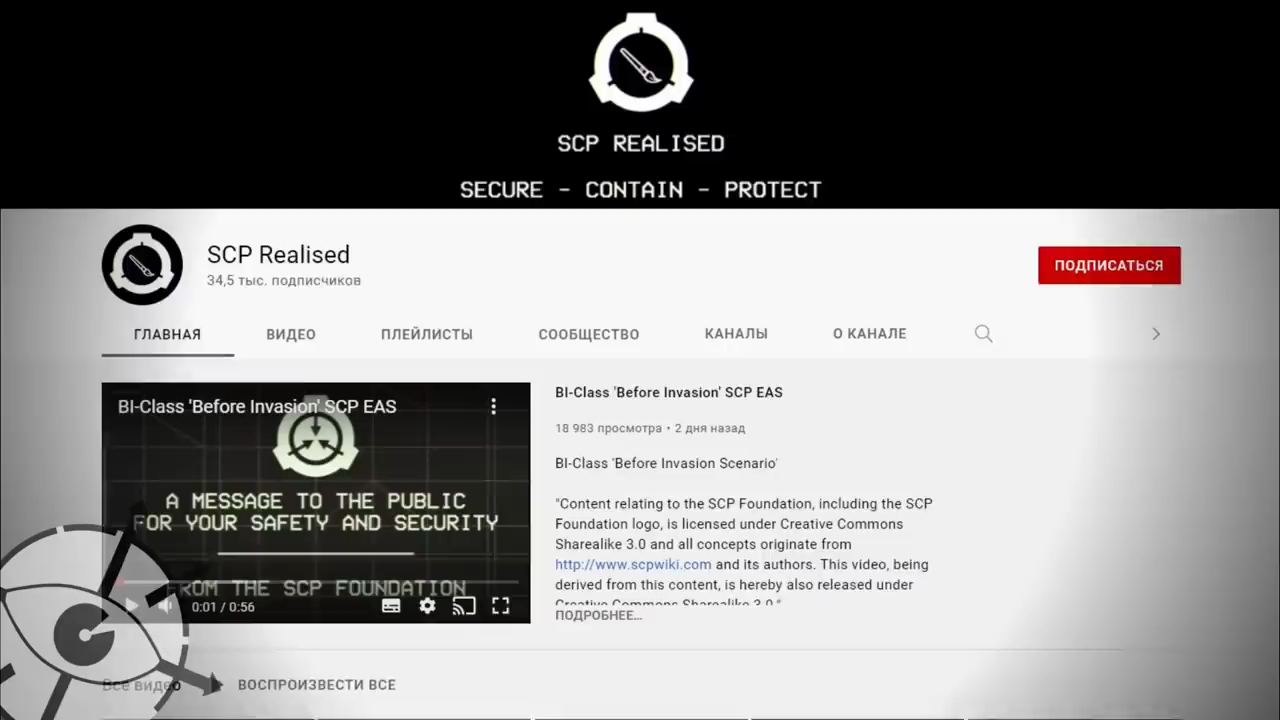 SCP REALISED
SECURE - CONTAIN - PROTECT
SCP Realised
34,5 тыс. подписчиков
ПОДПИСАТЬСЯ
ГЛАВНАЯ
ВИДЕО
ПЛЕЙЛИСТЫ
СООБЩЕСТВО
КАНАЛЫ
О КАНАЛЕ
BI-Class 'Before Invasion' SCP EAS
A MESSAGE TO THE PUBLIC
FOR YOUR SAFETY AND SECURITY
FROM THE SCP FOUNDATION
0:01 / 0:56
BI-Class 'Before Invasion' SCP EAS
18 983 просмотра • 2 дня назад
BI-Class 'Before Invasion Scenario'
"Content relating to the SCP Foundation, including the SCP
Foundation logo, is licensed under Creative Commons
Sharealike 3.0 and all concepts originate from
http://www.scpwiki.com and its authors. This video, being
derived from this content, is hereby also released under
Creative Commons Sharealike 3.0."
ПОДРОБНЕЕ...
Все видео
ВОСПРОИЗВЕСТИ ВСЕ